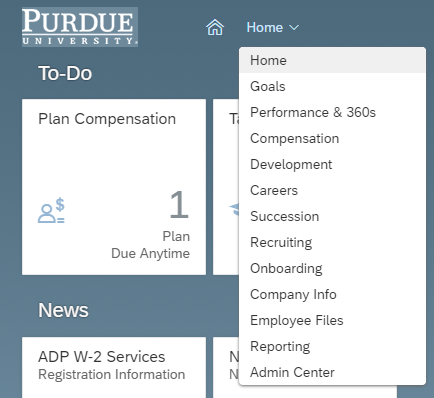 PURDUE
UNIVERSITY.
Home
To-Do
Plan Compensation
1
Plan
Due Anytime
Home
Goals
Performance & 360s
Compensation
Development
Careers
Succession
Recruiting
Onboarding
Company Info
Employee Files
Reporting
Admin Center
News
ADP W-2 Services
Registration Information